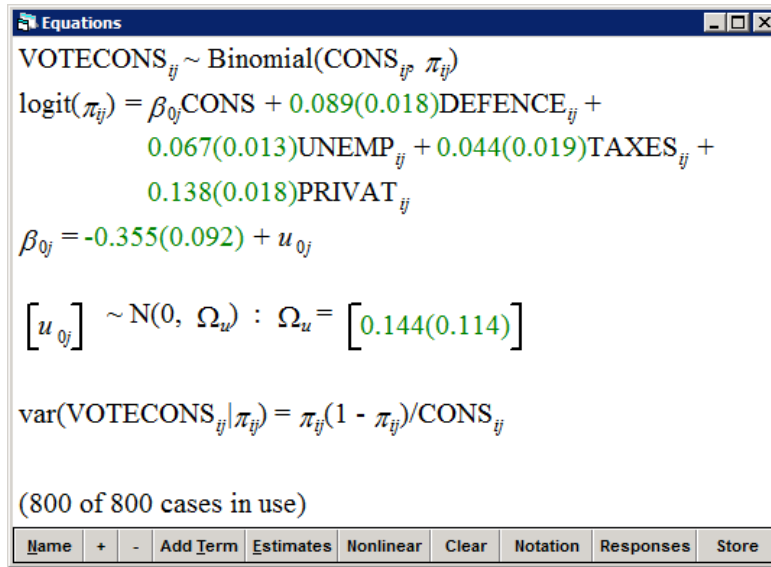 Equations
VOTECONS_ij ~ Binomial(CONS_ij, π_ij)
logit(π_ij) = β_0jCONS + 0.089(0.018)DEFENCE_ij +
0.067(0.013)UNEMP_ij + 0.044(0.019)TAXES_ij +
0.138(0.018)PRIVAT_ij
β_0j = -0.355(0.092) + u_0j
[u_0j] ~ N(0, Ω_u) : Ω_u = [0.144(0.114)]
var(VOTECONS_ij|π_ij) = π_ij(1 - π_ij)/CONS_ij
(800 of 800 cases in use)
Name + - Add Term Estimates Nonlinear Clear Notation Responses Store